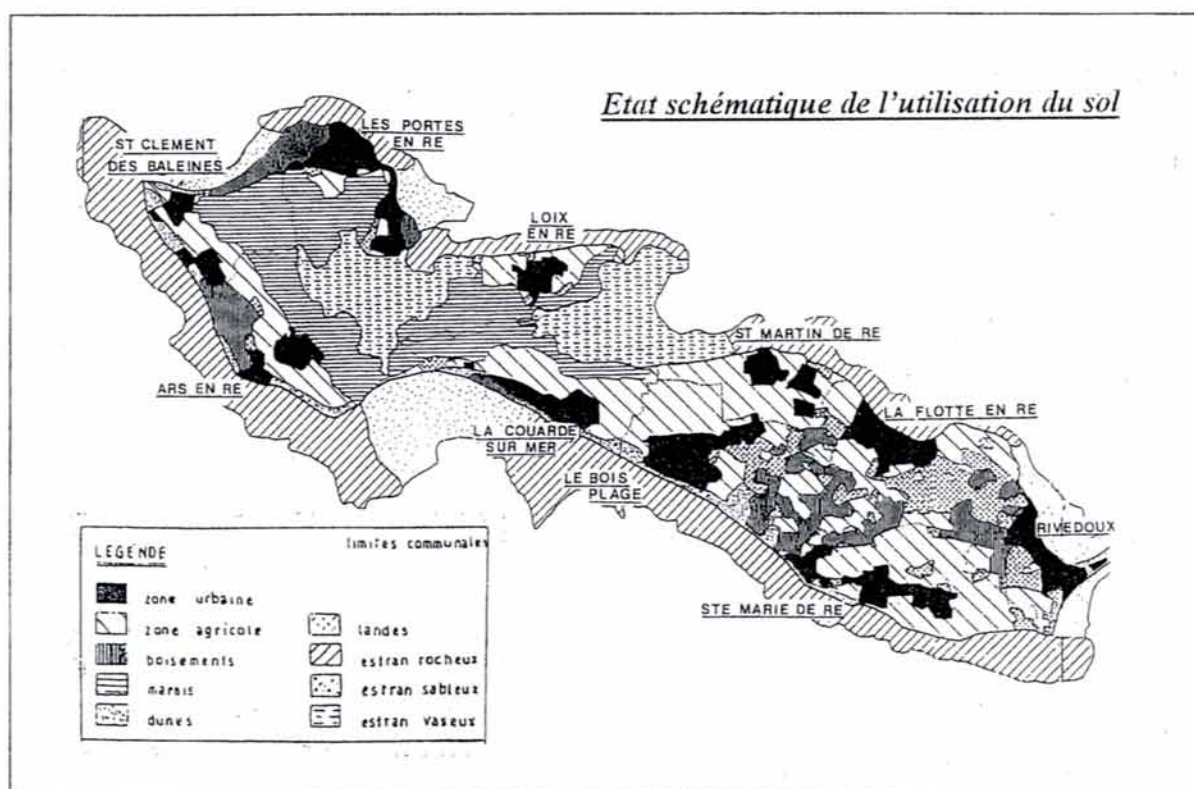 Etat schématique de l'utilisation du sol
LES PORTES
EN RE
ST CLEMENT
DES BALEINES
LOIX
EN RE
ST MARTIN DE RE
ARS EN RE
LA FLOTTE EN RE
LA COUARDE
SUR MER
LE BOIS
PLAGE
RIVEDOUX
STE MARIE DE RE
LEGENDE
limites communales
zone urbaine
zone agricole
boisements
marais
dunes
landes
estran rocheux
estran sableux
estran vaseux